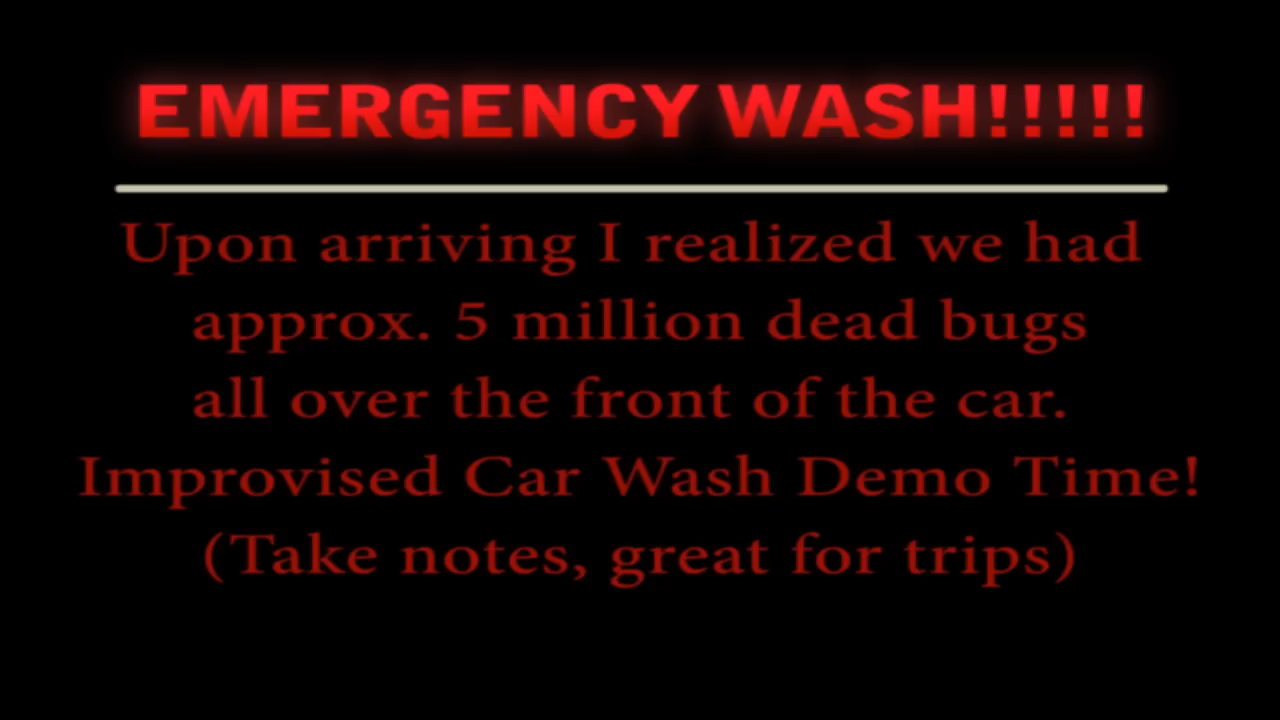 EMERGENCY WASH!!!!!
Upon arriving I realized we had
approx. 5 million dead bugs
all over the front of the car.
Improvised Car Wash Demo Time!
(Take notes, great for trips)